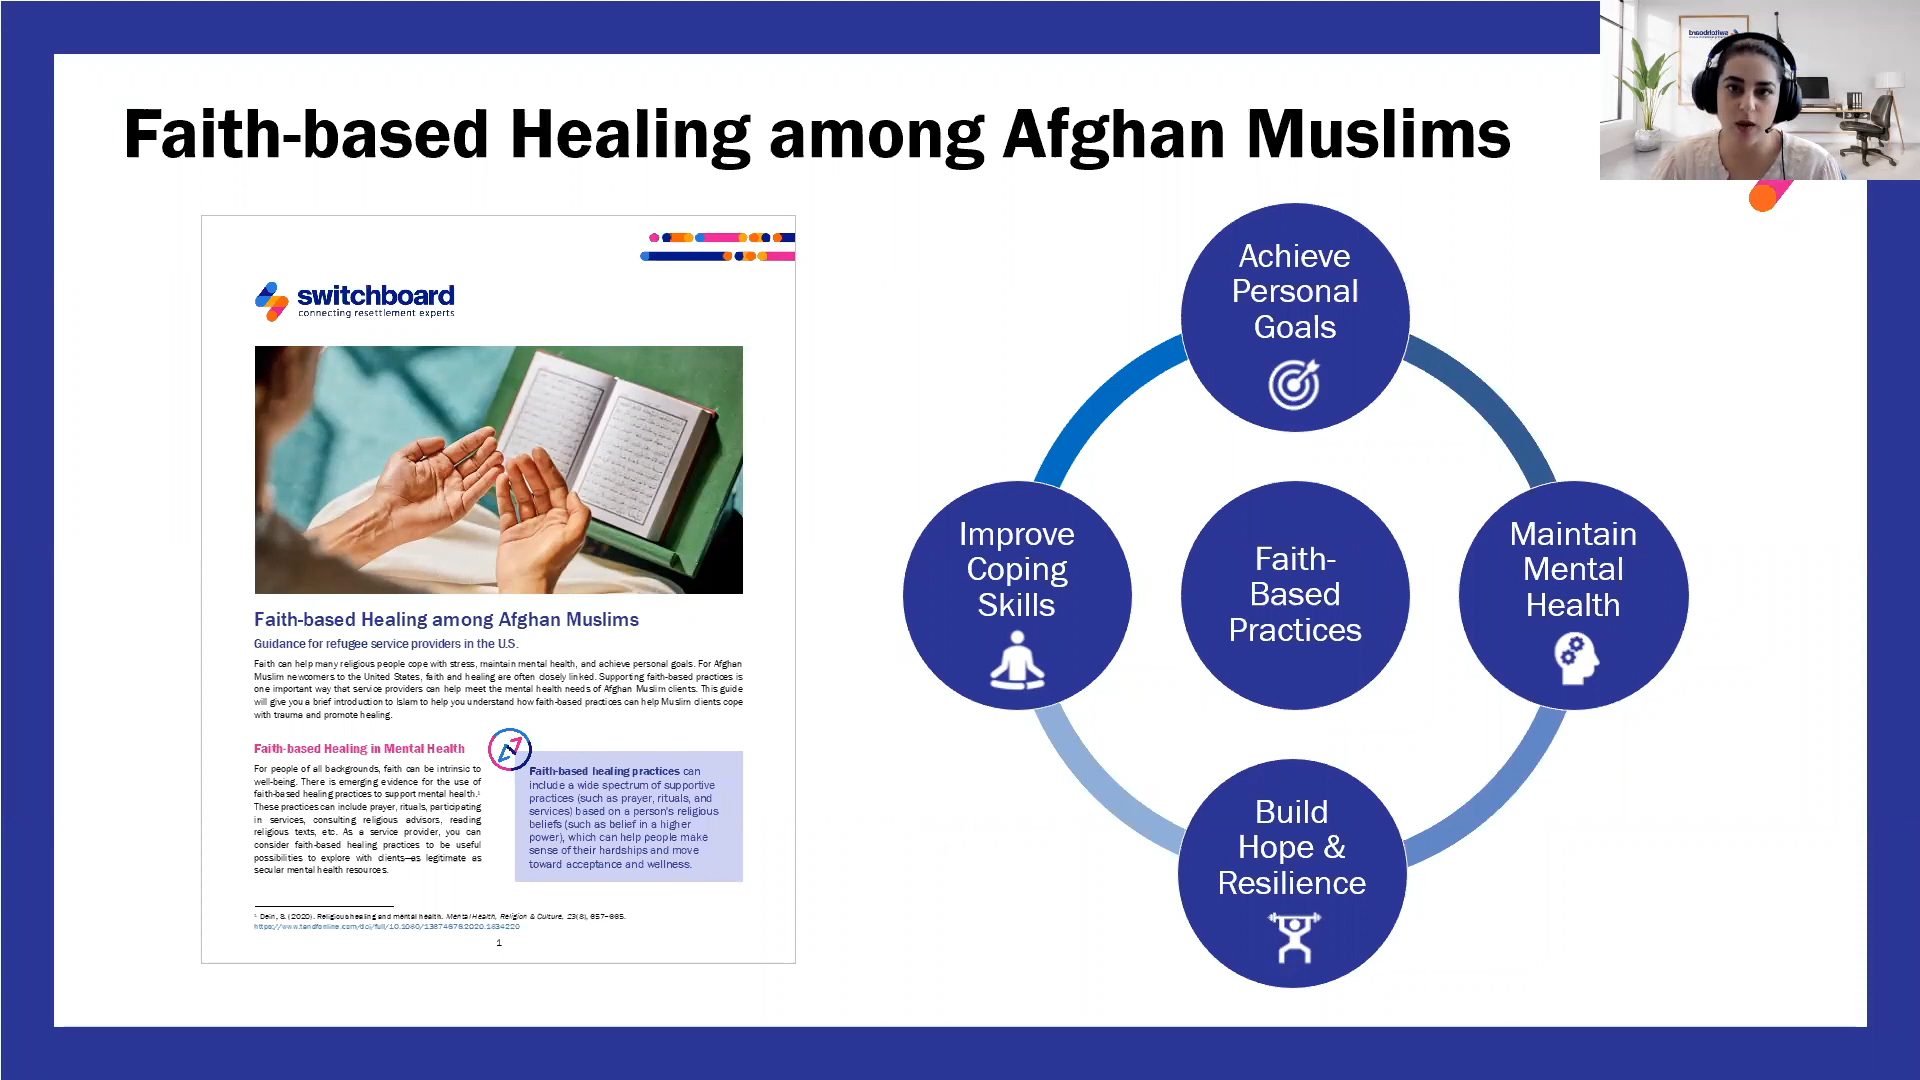 Faith-based Healing among Afghan Muslims
switchboard
connecting resettlement experts
Faith-based Healing among Afghan Muslims
Guidance for refugee service providers in the U.S.
Faith can help many religious people cope with stress, maintain mental health, and achieve personal goals. For Afghan
Muslim newcomers to the United States, faith and healing are often closely linked. Supporting faith-based practices is
one important way that service providers can help meet the mental health needs of Afghan Muslim clients. This guide
will give you a brief introduction to Islam to help you understand how faith-based practices can help Muslim clients cope
with trauma and promote healing.
Faith-based Healing in Mental Health
For people of all backgrounds, faith can be intrinsic to
well-being. There is emerging evidence for the use of
faith-based healing practices to support mental health.¹
These practices can include prayer, rituals, participating
in services, consulting religious advisors, reading
religious texts, etc. As a service provider, you can
consider faith-based healing practices to be useful
possibilities to explore with clients—as legitimate as
secular mental health resources.
Faith-based healing practices can
include a wide spectrum of supportive
practices (such as prayer, rituals, and
services) based on a person's religious
beliefs (such as belief in a higher
power), which can help people make
sense of their hardships and move
toward acceptance and wellness.
¹ Dein, S. (2020). Religious healing and mental health. Mental Health, Religion & Culture, 23(8), 657–665.
https://www.tandfonline.com/doi/full/10.1080/13674676.2020.1834220
1
Achieve
Personal
Goals
Improve
Coping
Skills
Faith-
Based
Practices
Maintain
Mental
Health
Build
Hope &
Resilience